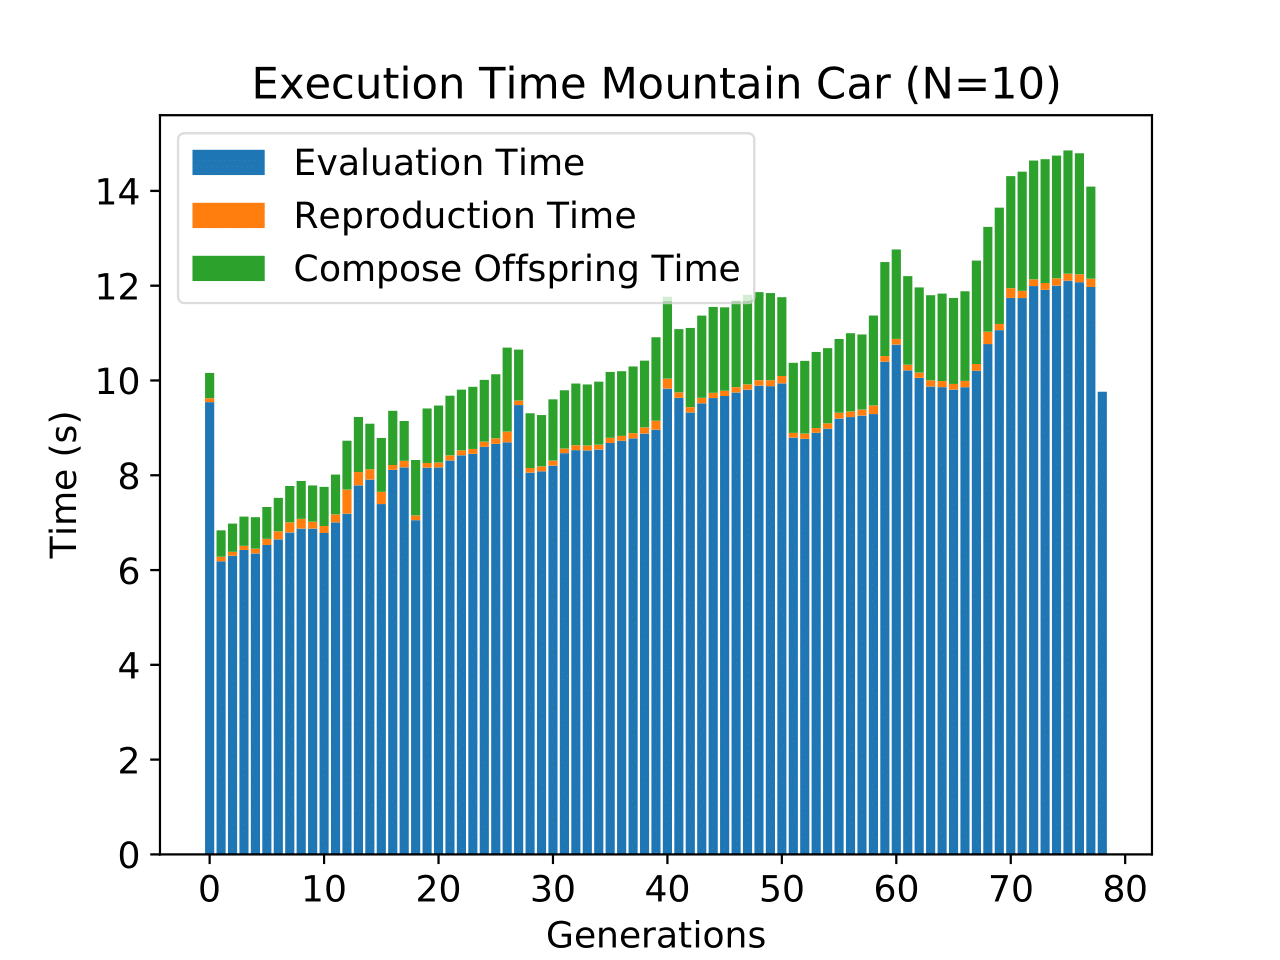 Execution Time Mountain Car (N=10)
Evaluation Time
Reproduction Time
Compose Offspring Time
14
12
10
8
6
4
2
0
Time (s)
0 10 20 30 40 50 60 70 80
Generations